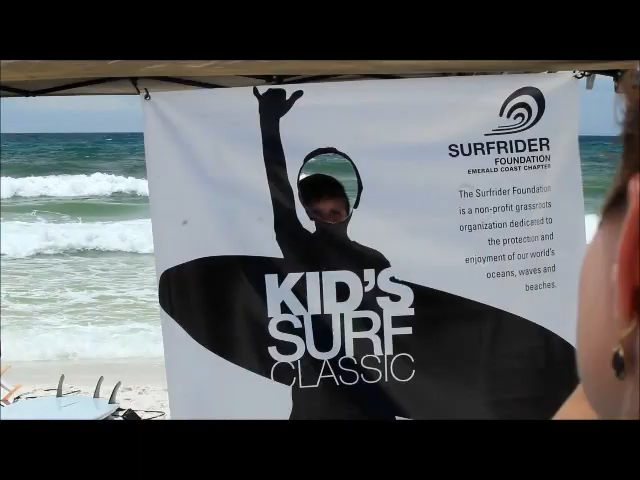 SURFRIDER
FOUNDATION
EMERALD COAST CHAPTER
The Surfrider Foundation
is a non-profit grassroots
organization dedicated to
the protection and
enjoyment of our world's
oceans, waves and
beaches.
KID'S
SURF
CLASSIC